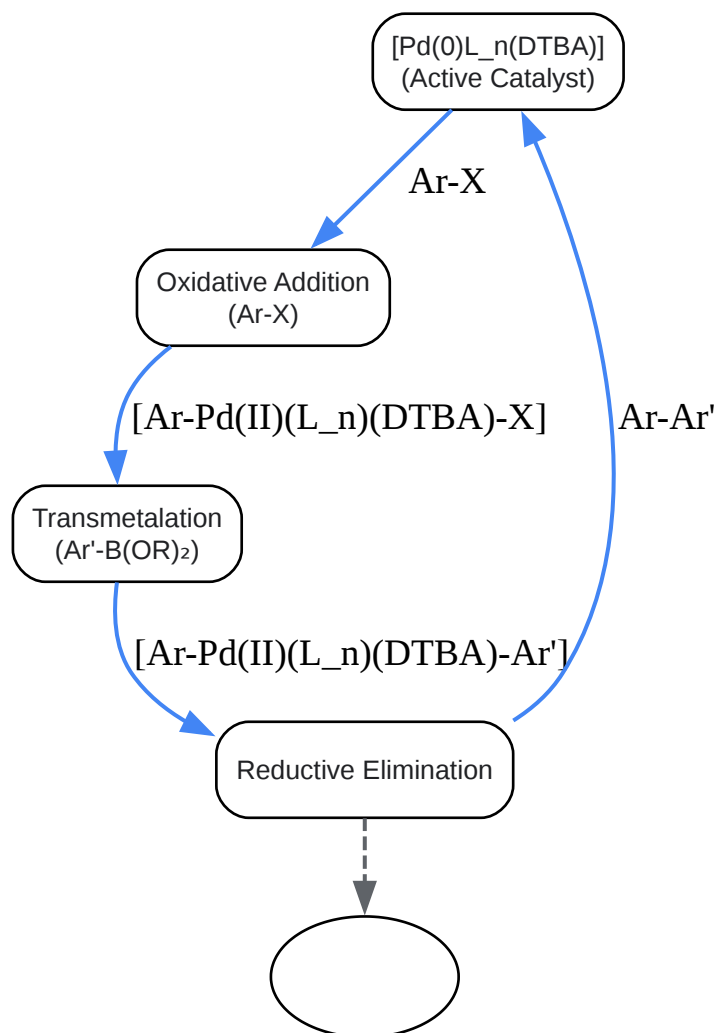 [Pd(0)L_n(DTBA)]
(Active Catalyst)
Ar-X
Oxidative Addition
(Ar-X)
[Ar-Pd(II)(L_n)(DTBA)-X]
Ar-Ar'
Transmetalation
(Ar'-B(OR)₂)
[Ar-Pd(II)(L_n)(DTBA)-Ar']
Reductive Elimination